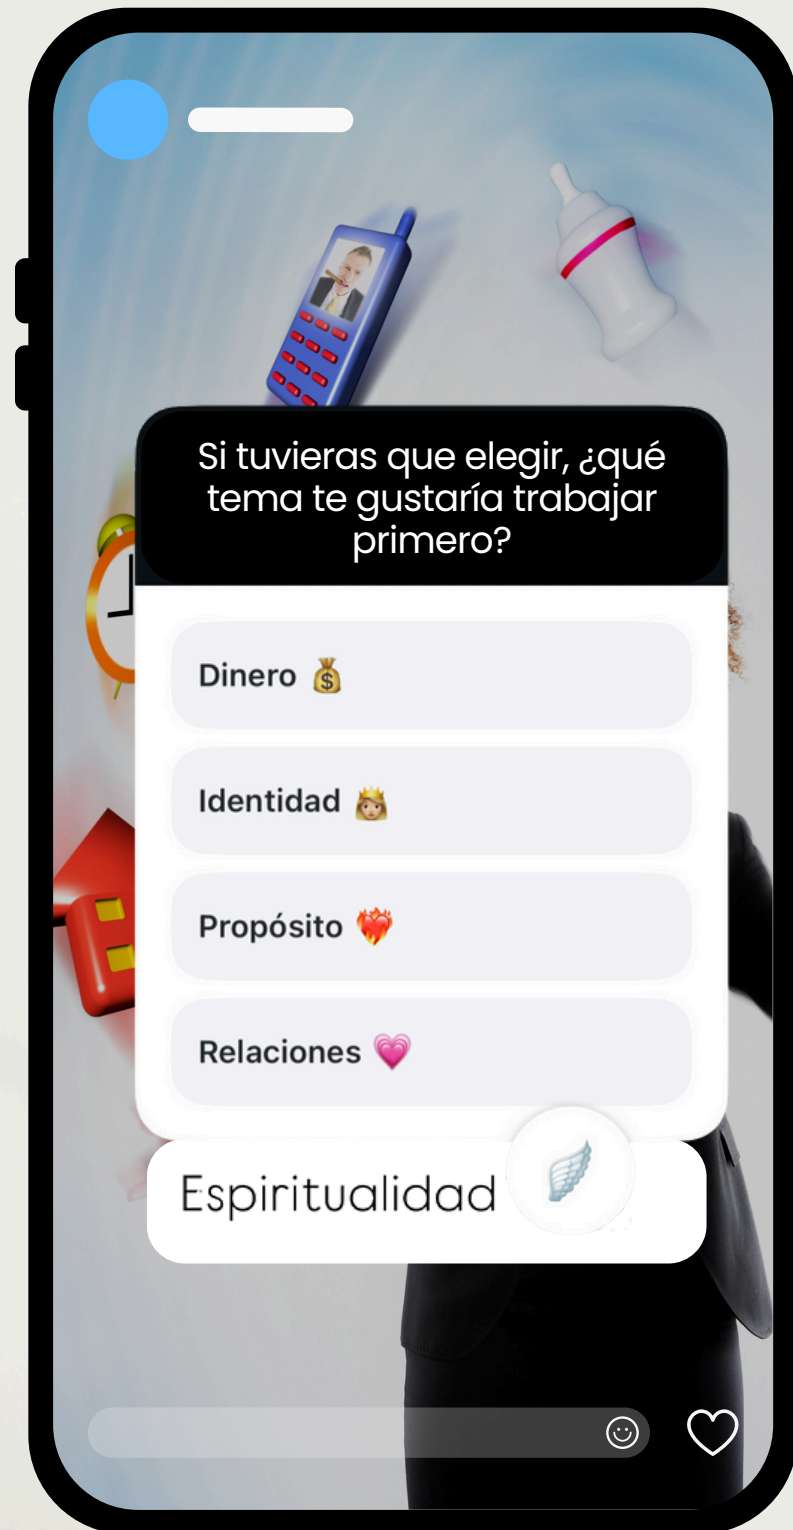 Si tuvieras que elegir, ¿qué
tema te gustaría trabajar
primero?
Dinero 💰
Identidad 👸🏼
Propósito ❤️‍🔥
Relaciones 💗
Espiritualidad 🪽